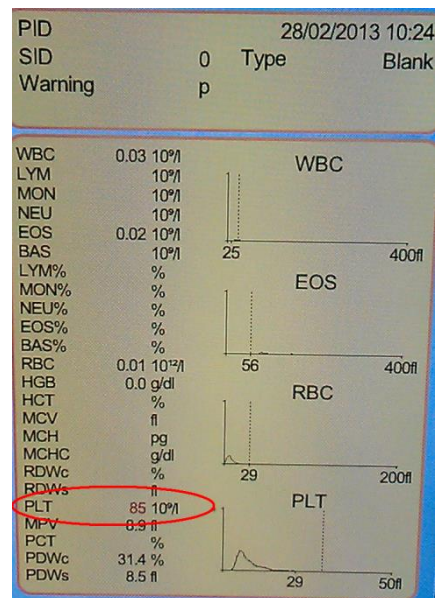 PID 28/02/2013 10:24
SID 0 Type Blank
Warning p
WBC 0.03 10⁹/l
LYM 10⁹/l
MON 10⁹/l
NEU 10⁹/l
EOS 0.02 10⁹/l
BAS 10⁹/l
LYM% %
MON% %
NEU% %
EOS% %
BAS% %
RBC 0.01 10¹²/l
HGB 0.0 g/dl
HCT %
MCV fl
MCH pg
MCHC g/dl
RDWc %
RDWs fl
PLT 85 10⁹/l
MPV 8.9 fl
PCT %
PDWc 31.4 %
PDWs 8.5 fl
WBC
25 400fl
EOS
56 400fl
RBC
29 200fl
PLT
29 50fl